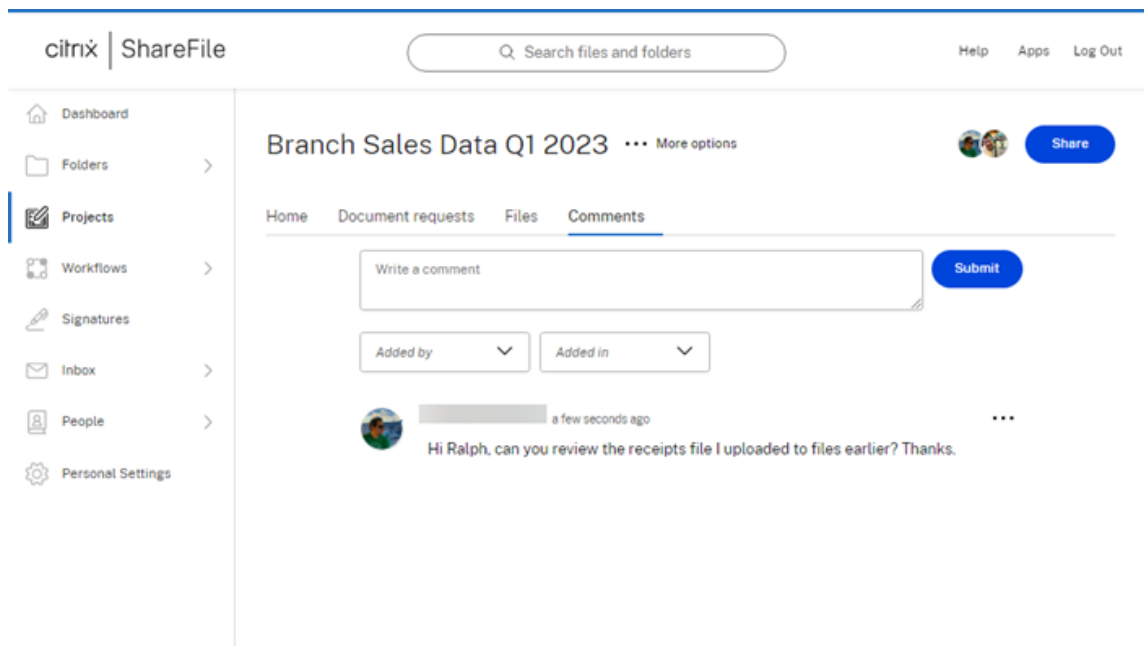 citrix | ShareFile
Search files and folders
Help Apps Log Out
Dashboard
Folders
Projects
Workflows
Signatures
Inbox
People
Personal Settings
Branch Sales Data Q1 2023 ••• More options
Share
Home Document requests Files Comments
Write a comment
Submit
Added by Added in
a few seconds ago
Hi Ralph, can you review the receipts file I uploaded to files earlier? Thanks.